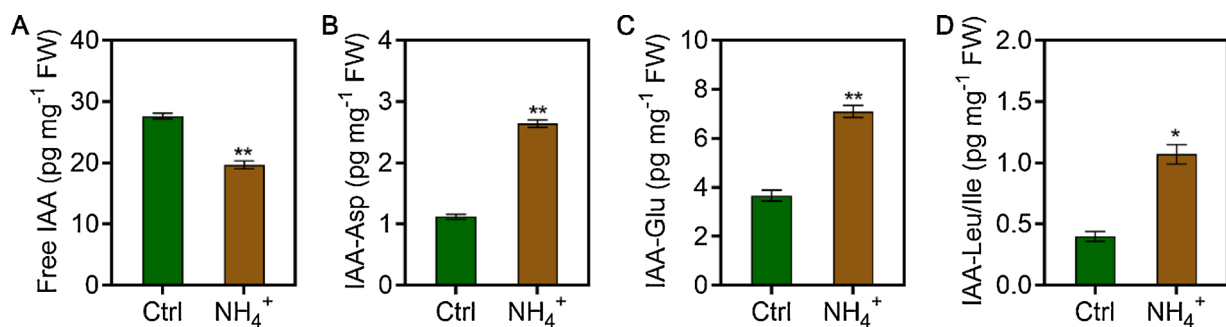 A
Free IAA (pg mg⁻¹ FW)
40
30
20
10
0
**
Ctrl
NH₄⁺
B
IAA-Asp (pg mg⁻¹ FW)
4
3
2
1
0
**
Ctrl
NH₄⁺
C
IAA-Glu (pg mg⁻¹ FW)
10
8
6
4
2
0
**
Ctrl
NH₄⁺
D
IAA-Leu/Ile (pg mg⁻¹ FW)
2.0
1.5
1.0
0.5
0.0
*
Ctrl
NH₄⁺